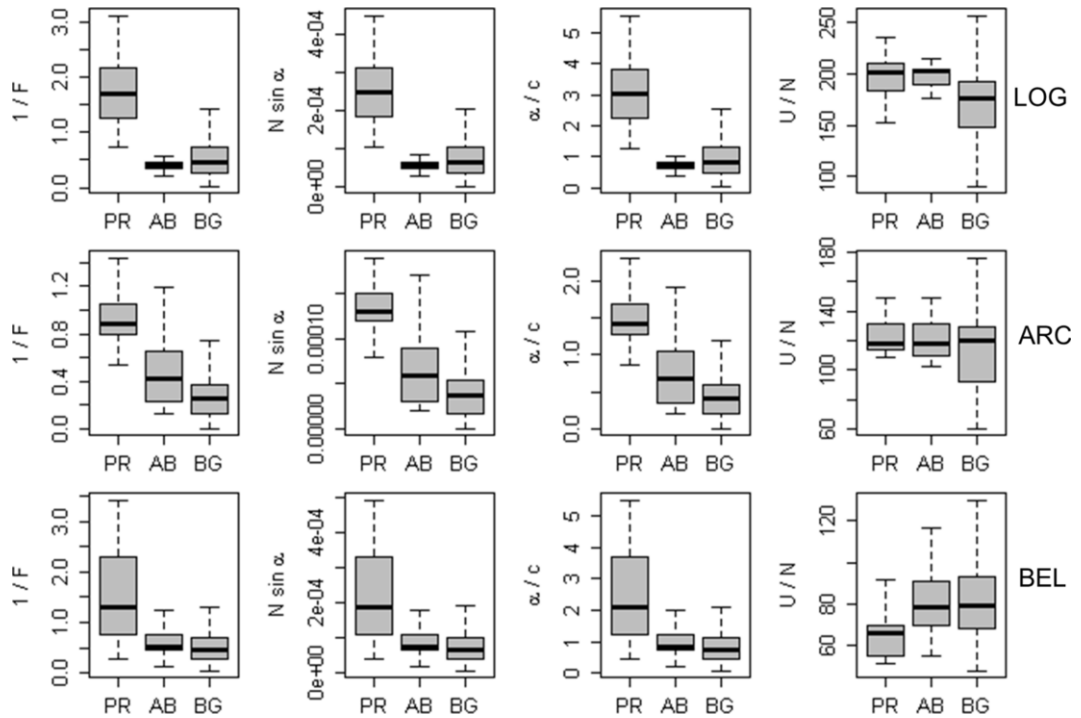 1 / F
0.0 1.0 2.0 3.0
PR AB BG
N sin α
0e+00 2e-04 4e-04
PR AB BG
α / c
0 1 2 3 4 5
PR AB BG
U / N
100 150 200 250
PR AB BG
LOG
1 / F
0.0 0.4 0.8 1.2
PR AB BG
N sin α
0.00000 0.00010
PR AB BG
α / c
0.0 1.0 2.0
PR AB BG
U / N
60 100 140 180
PR AB BG
ARC
1 / F
0.0 1.0 2.0 3.0
PR AB BG
N sin α
0e+00 2e-04 4e-04
PR AB BG
α / c
0 1 2 3 4 5
PR AB BG
U / N
60 80 120
PR AB BG
BEL